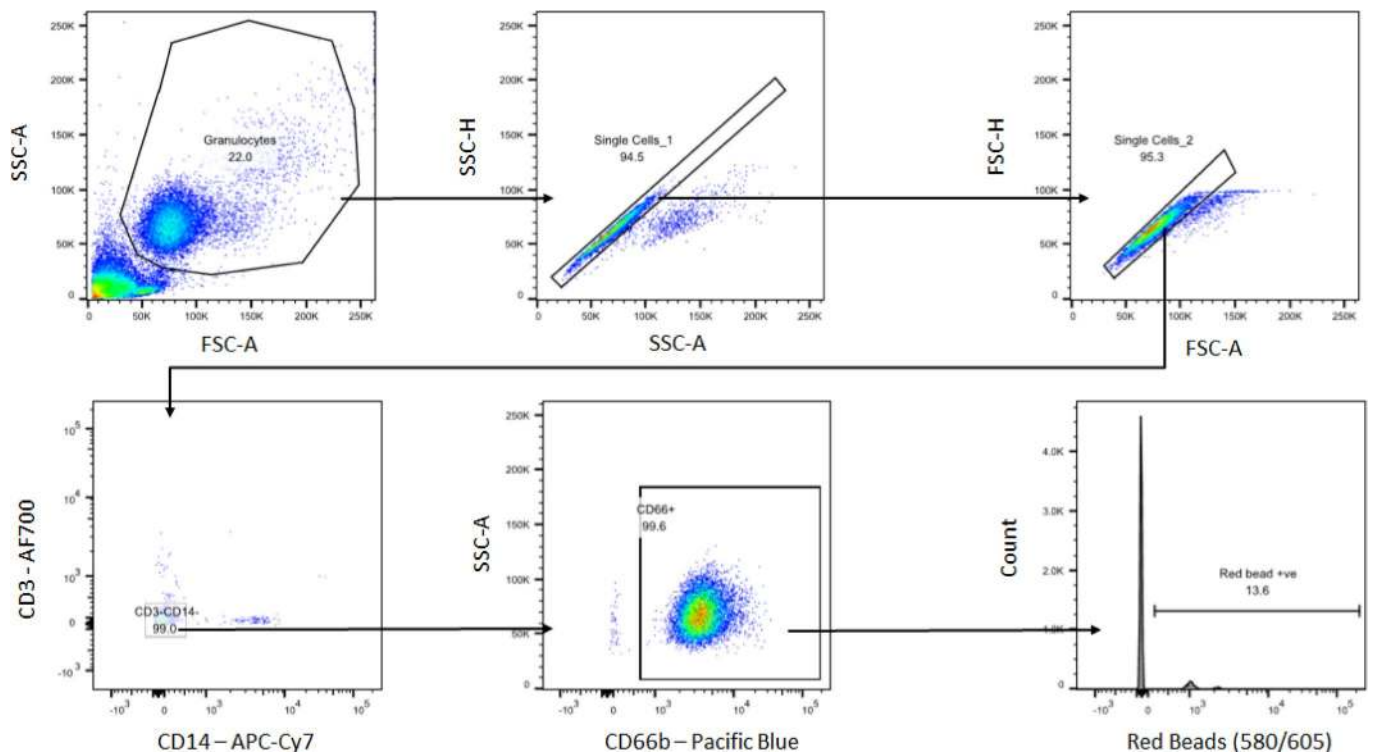 250K
200K
150K
100K
50K
0
SSC-A
Granulocytes
22.0
0 50K 100K 150K 200K 250K
FSC-A
250K
200K
150K
100K
50K
0
SSC-H
Single Cells_1
94.5
0 50K 100K 150K 200K 250K
SSC-A
250K
200K
150K
100K
50K
0
FSC-H
Single Cells_2
95.3
0 50K 100K 150K 200K 250K
FSC-A
10^5
10^4
10^3
0
-10^3
CD3 - AF700
CD3-CD14-
99.0
-10^3 0 10^3 10^4 10^5
CD14 – APC-Cy7
250K
200K
150K
100K
50K
0
SSC-A
CD66+
99.6
-10^3 0 10^3 10^4 10^5
CD66b – Pacific Blue
4.0K
3.0K
2.0K
1.0K
0
Count
Red bead +ve
13.6
-10^3 0 10^3 10^4 10^5
Red Beads (580/605)